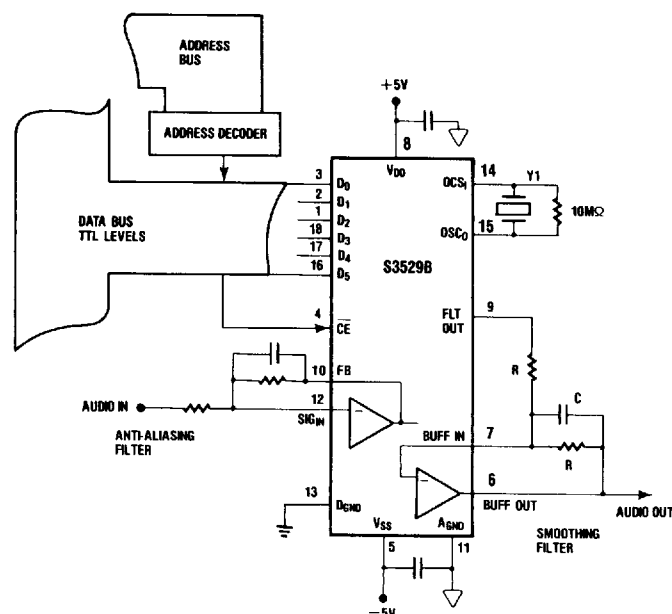 ADDRESS
BUS
ADDRESS DECODER
DATA BUS
TTL LEVELS
+5V
8
VDD
3
D0
2
D1
1
D2
18
D3
17
D4
16
D5
4
CE
S3529B
14
OCS1
Y1
15
OSCO
10MΩ
9
FLT
OUT
R
C
10
FB
12
SIGIN
AUDIO IN
ANTI-ALIASING
FILTER
BUFF IN
7
R
6
BUFF OUT
AUDIO OUT
SMOOTHING
FILTER
13
DGND
VSS
AGND
5
11
−5V